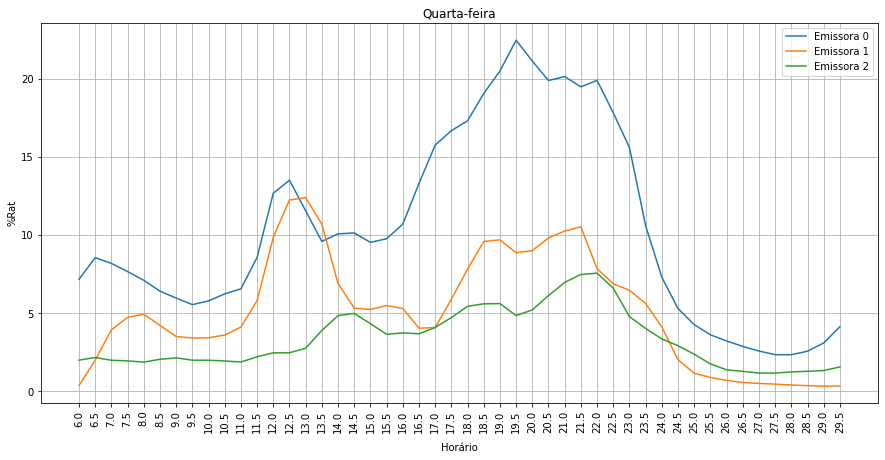 Quarta-feira
Emissora 0
Emissora 1
Emissora 2
%Rat
20
15
10
5
0
6.0 6.5 7.0 7.5 8.0 8.5 9.0 9.5 10.0 10.5 11.0 11.5 12.0 12.5 13.0 13.5 14.0 14.5 15.0 15.5 16.0 16.5 17.0 17.5 18.0 18.5 19.0 19.5 20.0 20.5 21.0 21.5 22.0 22.5 23.0 23.5 24.0 24.5 25.0 25.5 26.0 26.5 27.0 27.5 28.0 28.5 29.0 29.5
Horário